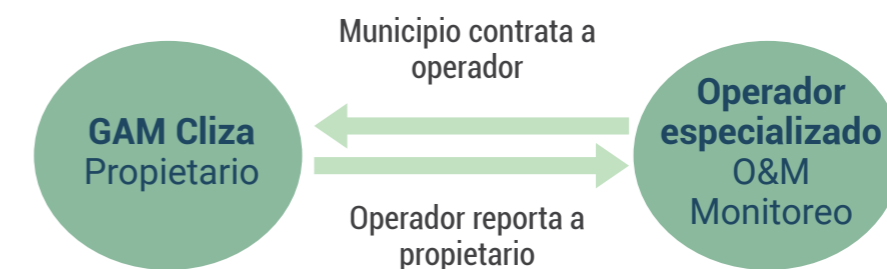 Municipio contrata a
operador
GAM Cliza
Propietario
Operador
especializado
O&M
Monitoreo
Operador reporta a
propietario